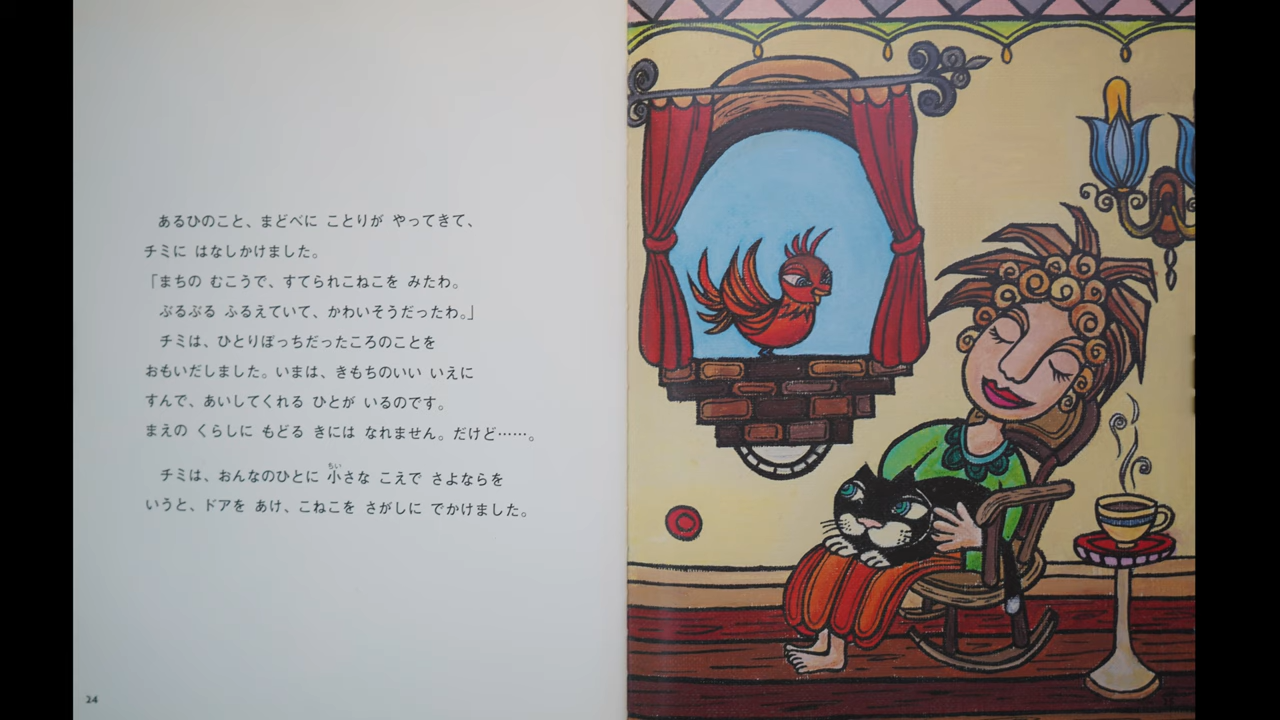 あるひのこと、まどべに ことりが やってきて、
チミに はなしかけました。
「まちの むこうで、すてられこねこを みたわ。
ぶるぶる ふるえていて、かわいそうだったわ。」
チミは、ひとりぼっちだったころのことを
おもいだしました。いまは、きもちのいい いえに
すんで、あいしてくれる ひとが いるのです。
まえの くらしに もどる きには なれません。だけど……。
チミは、おんなのひとに 小さな こえで さよならを
いうと、ドアを あけ、こねこを さがしに でかけました。
24